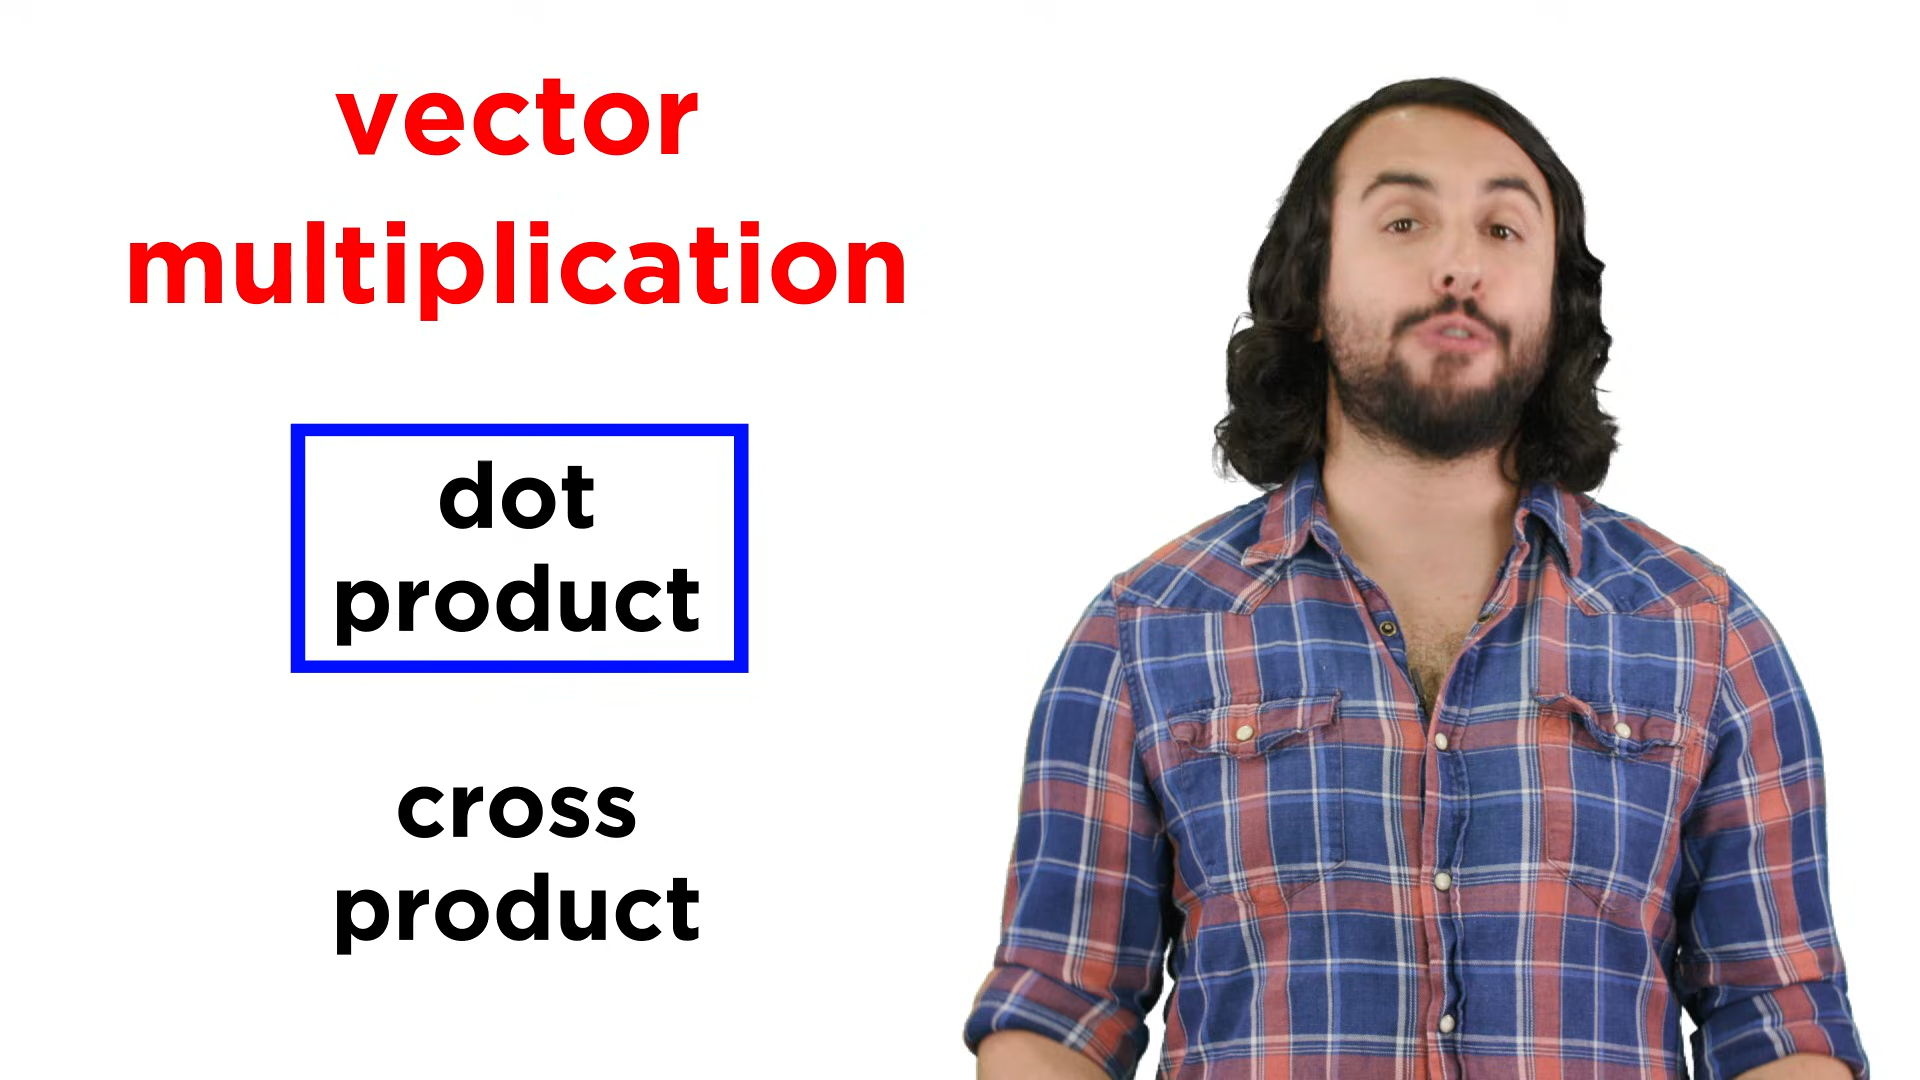 vector
multiplication
dot
product
cross
product